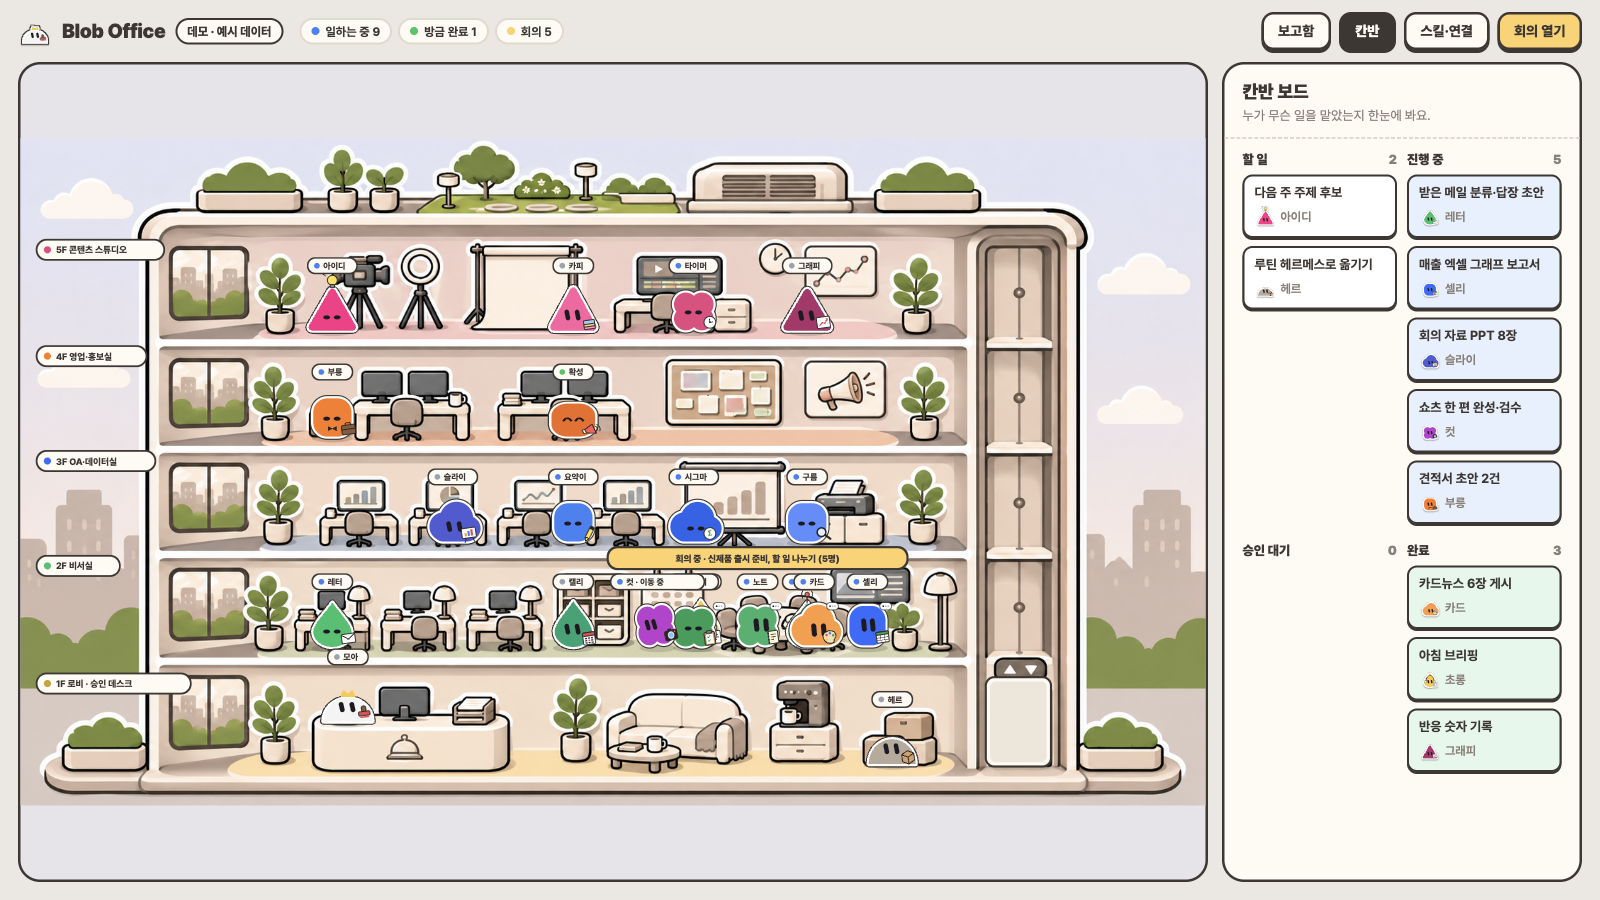 Blob Office
데모 · 예시 데이터
일하는 중 9
방금 완료 1
회의 5
보고함
칸반
스킬·연결
회의 열기
5F 콘텐츠 스튜디오
아이디
카피
타이머
그래피
4F 영업·홍보실
부릉
확성
3F OA·데이터실
슬라이
요약이
시그마
구름
회의 중 · 신제품 출시 준비, 할 일 나누기 (5명)
2F 비서실
레터
캘리
컷 · 이동 중
노트
카드
셀리
모아
1F 로비 · 승인 데스크
헤르
칸반 보드
누가 무슨 일을 맡았는지 한눈에 봐요.
할 일 2
다음 주 주제 후보
아이디
루틴 헤르메스로 옮기기
헤르
진행 중 5
받은 메일 분류·답장 초안
레터
매출 엑셀 그래프 보고서
셀리
회의 자료 PPT 8장
슬라이
쇼츠 한 편 완성·검수
컷
견적서 초안 2건
부릉
승인 대기 0
완료 3
카드뉴스 6장 게시
카드
아침 브리핑
초롱
반응 숫자 기록
그래피